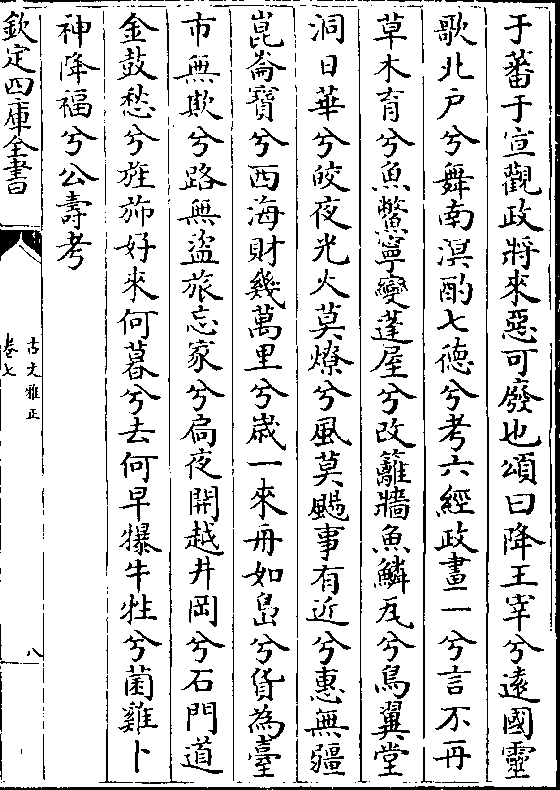 于蕃于宣觀政將來惡可廢也頌曰降王宰兮遠國靈
歌北户兮舞南溟酌七德兮考六經政畫一兮言不再
草木育兮魚鱉寧變蓬屋兮改籬牆魚鱗瓦兮鳥翼堂
洞日華兮皎夜光火莫燎兮風莫颺事有近兮惠無疆
崑崙寶兮西海財幾萬里兮歲一來舟如島兮貨為臺
市無欺兮路無盗旅忘家兮扃夜開越井岡兮石門道
金鼓愁兮旌斾好來何暮兮去何早犦牛牲兮菌雞卜
神降福兮公壽考
欽定四庫全書
古文雅正
卷七
八